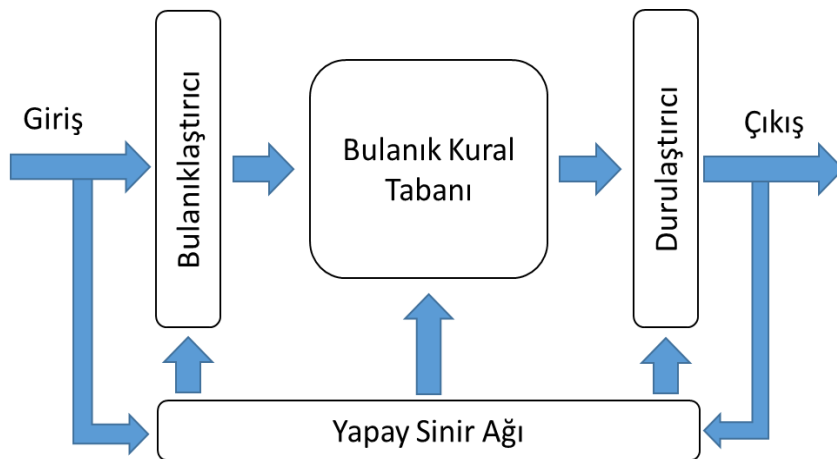 Giriş
Bulanıklaştırıcı
Bulanık Kural
Tabanı
Durulaştırıcı
Çıkış
Yapay Sinir Ağı